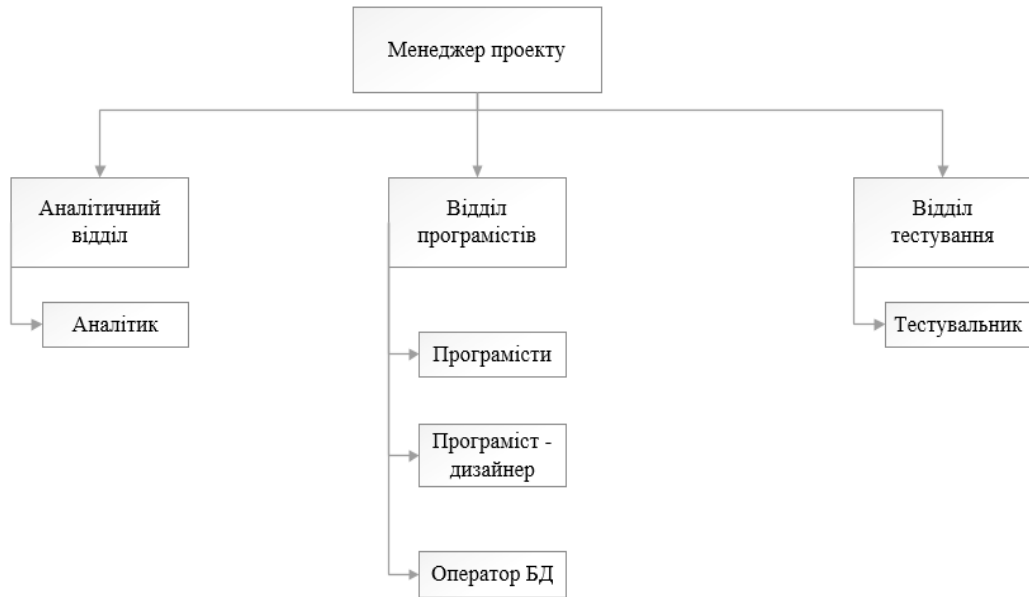 Менеджер проекту
Аналітичний
відділ
Відділ
програмістів
Відділ
тестування
Аналітик
Тестувальник
Програмісти
Програміст -
дизайнер
Оператор БД